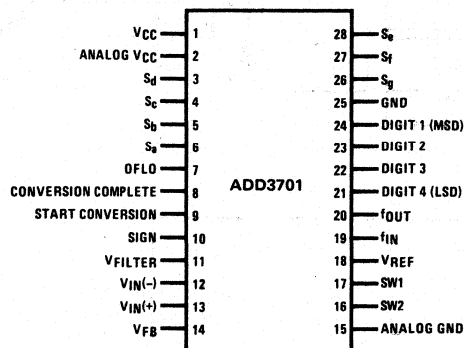 VCC 1 28 Se
ANALOG VCC 2 27 Sf
Sd 3 26 Sg
Sc 4 25 GND
Sb 5 24 DIGIT 1 (MSD)
Sa 6 23 DIGIT 2
OFLO 7 22 DIGIT 3
CONVERSION COMPLETE 8 ADD3701 21 DIGIT 4 (LSD)
START CONVERSION 9 20 fOUT
SIGN 10 19 fIN
VFILTER 11 18 VREF
VIN(−) 12 17 SW1
VIN(+) 13 16 SW2
VFB 14 15 ANALOG GND